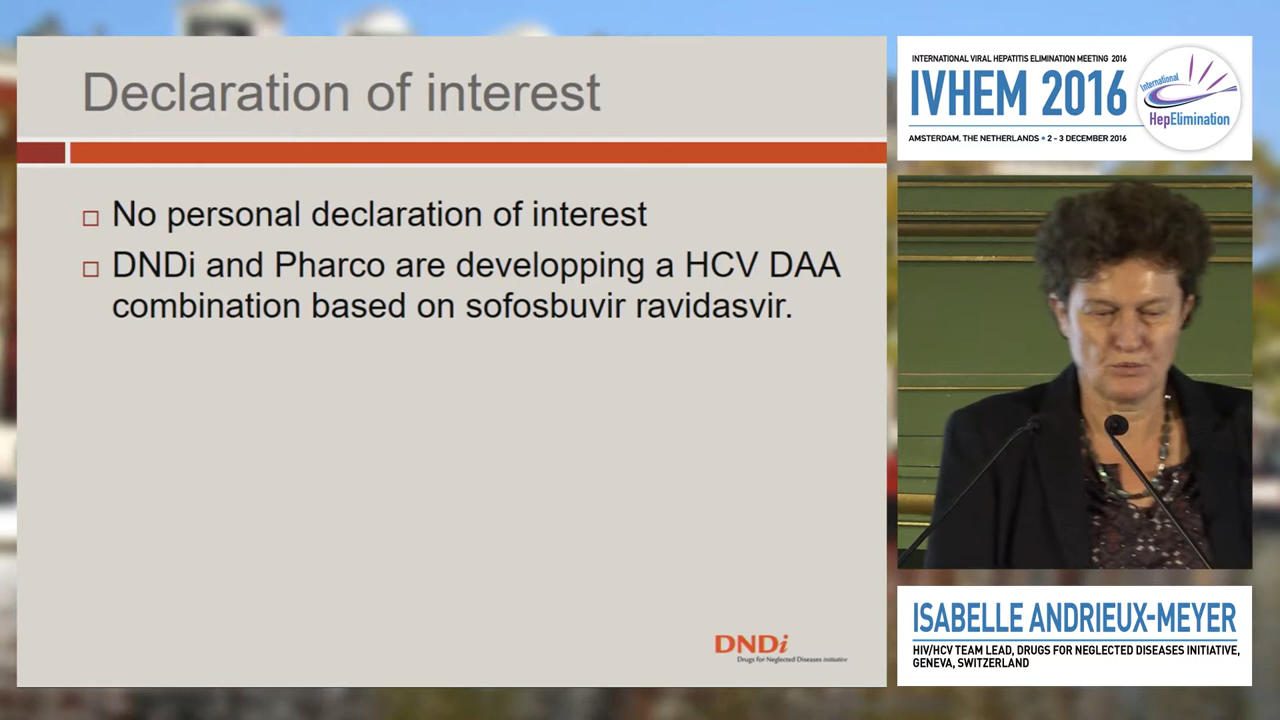 Declaration of interest
No personal declaration of interest
DNDi and Pharco are developping a HCV DAA
combination based on sofosbuvir ravidasvir.
DNDi
Drugs for Neglected Diseases initiative
INTERNATIONAL VIRAL HEPATITIS ELIMINATION MEETING 2016
IVHEM 2016
AMSTERDAM, THE NETHERLANDS • 2 - 3 DECEMBER 2016
International
HepElimination
ISABELLE ANDRIEUX-MEYER
HIV/HCV TEAM LEAD, DRUGS FOR NEGLECTED DISEASES INITIATIVE,
GENEVA, SWITZERLAND